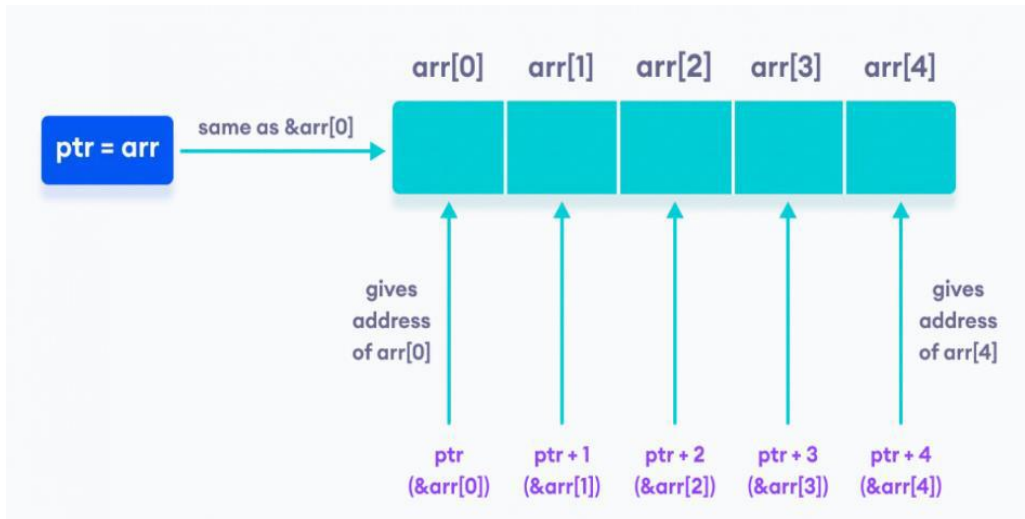 arr[0] arr[1] arr[2] arr[3] arr[4]
ptr = arr
same as &arr[0]
gives
address
of arr[0]
gives
address
of arr[4]
ptr ptr + 1 ptr + 2 ptr + 3 ptr + 4
(&arr[0]) (&arr[1]) (&arr[2]) (&arr[3]) (&arr[4])